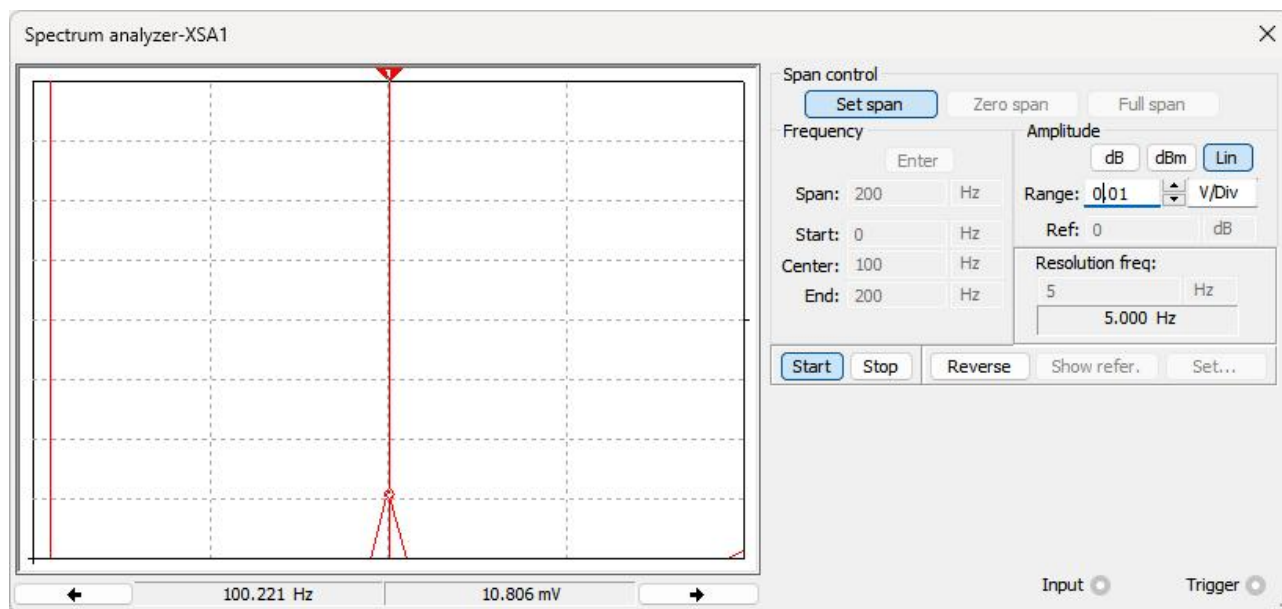 Spectrum analyzer-XSA1
1
Span control
Set span Zero span Full span
Frequency
Enter
Span: 200 Hz
Start: 0 Hz
Center: 100 Hz
End: 200 Hz
Amplitude
dB dBm Lin
Range: 0.01 V/Div
Ref: 0 dB
Resolution freq:
5 Hz
5.000 Hz
Start Stop Reverse Show refer. Set...
100.221 Hz 10.806 mV
Input Trigger